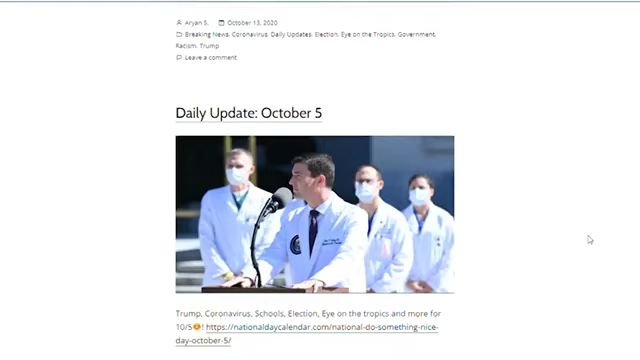 Aryan S. October 13, 2020
Breaking News, Coronavirus, Daily Updates, Election, Eye on the Tropics, Government,
Racism, Trump
Leave a comment
Daily Update: October 5
Trump, Coronavirus, Schools, Election, Eye on the tropics and more for
10/5😊! https://nationaldaycalendar.com/national-do-something-nice-
day-october-5/